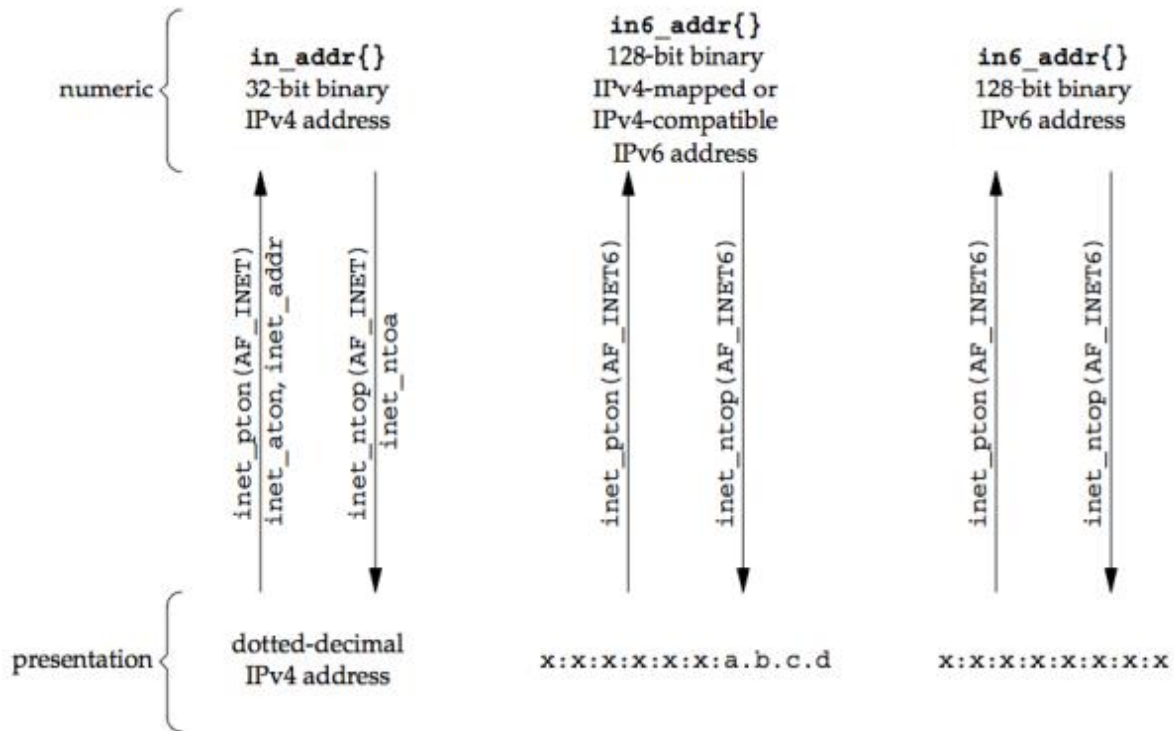 numeric
in_addr{}
32-bit binary
IPv4 address
in6_addr{}
128-bit binary
IPv4-mapped or
IPv4-compatible
IPv6 address
in6_addr{}
128-bit binary
IPv6 address
inet_pton(AF_INET)
inet_aton, inet_addr
inet_ntop(AF_INET)
inet_ntoa
inet_pton(AF_INET6)
inet_ntop(AF_INET6)
inet_pton(AF_INET6)
inet_ntop(AF_INET6)
presentation
dotted-decimal
IPv4 address
x:x:x:x:x:x:a.b.c.d
x:x:x:x:x:x:x:x